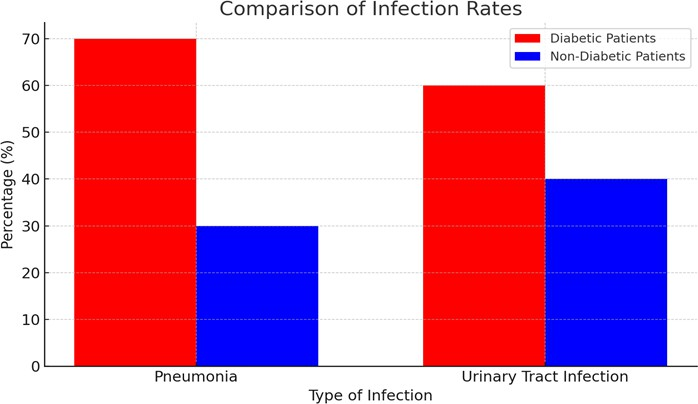 Comparison of Infection Rates
Diabetic Patients
Non-Diabetic Patients
Percentage (%)
70
60
50
40
30
20
10
0
Pneumonia
Urinary Tract Infection
Type of Infection